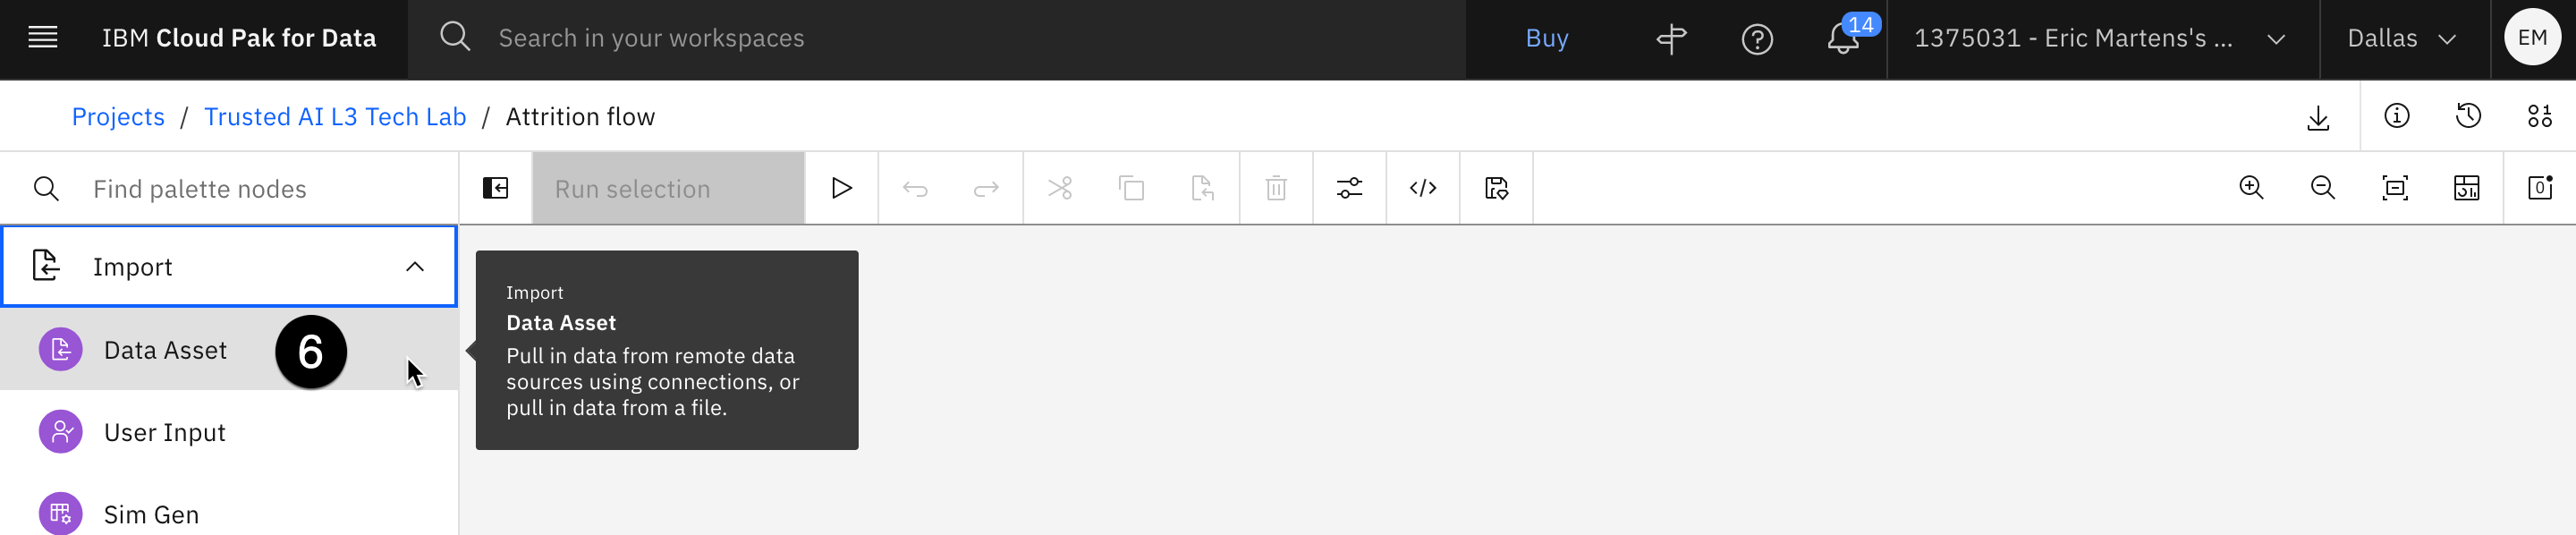 IBM Cloud Pak for Data
Search in your workspaces
Buy
14
1375031 - Eric Martens's ...
Dallas
EM
Projects / Trusted AI L3 Tech Lab / Attrition flow
Find palette nodes
Run selection
Import
Data Asset
6
User Input
Sim Gen
Import
Data Asset
Pull in data from remote data
sources using connections, or
pull in data from a file.